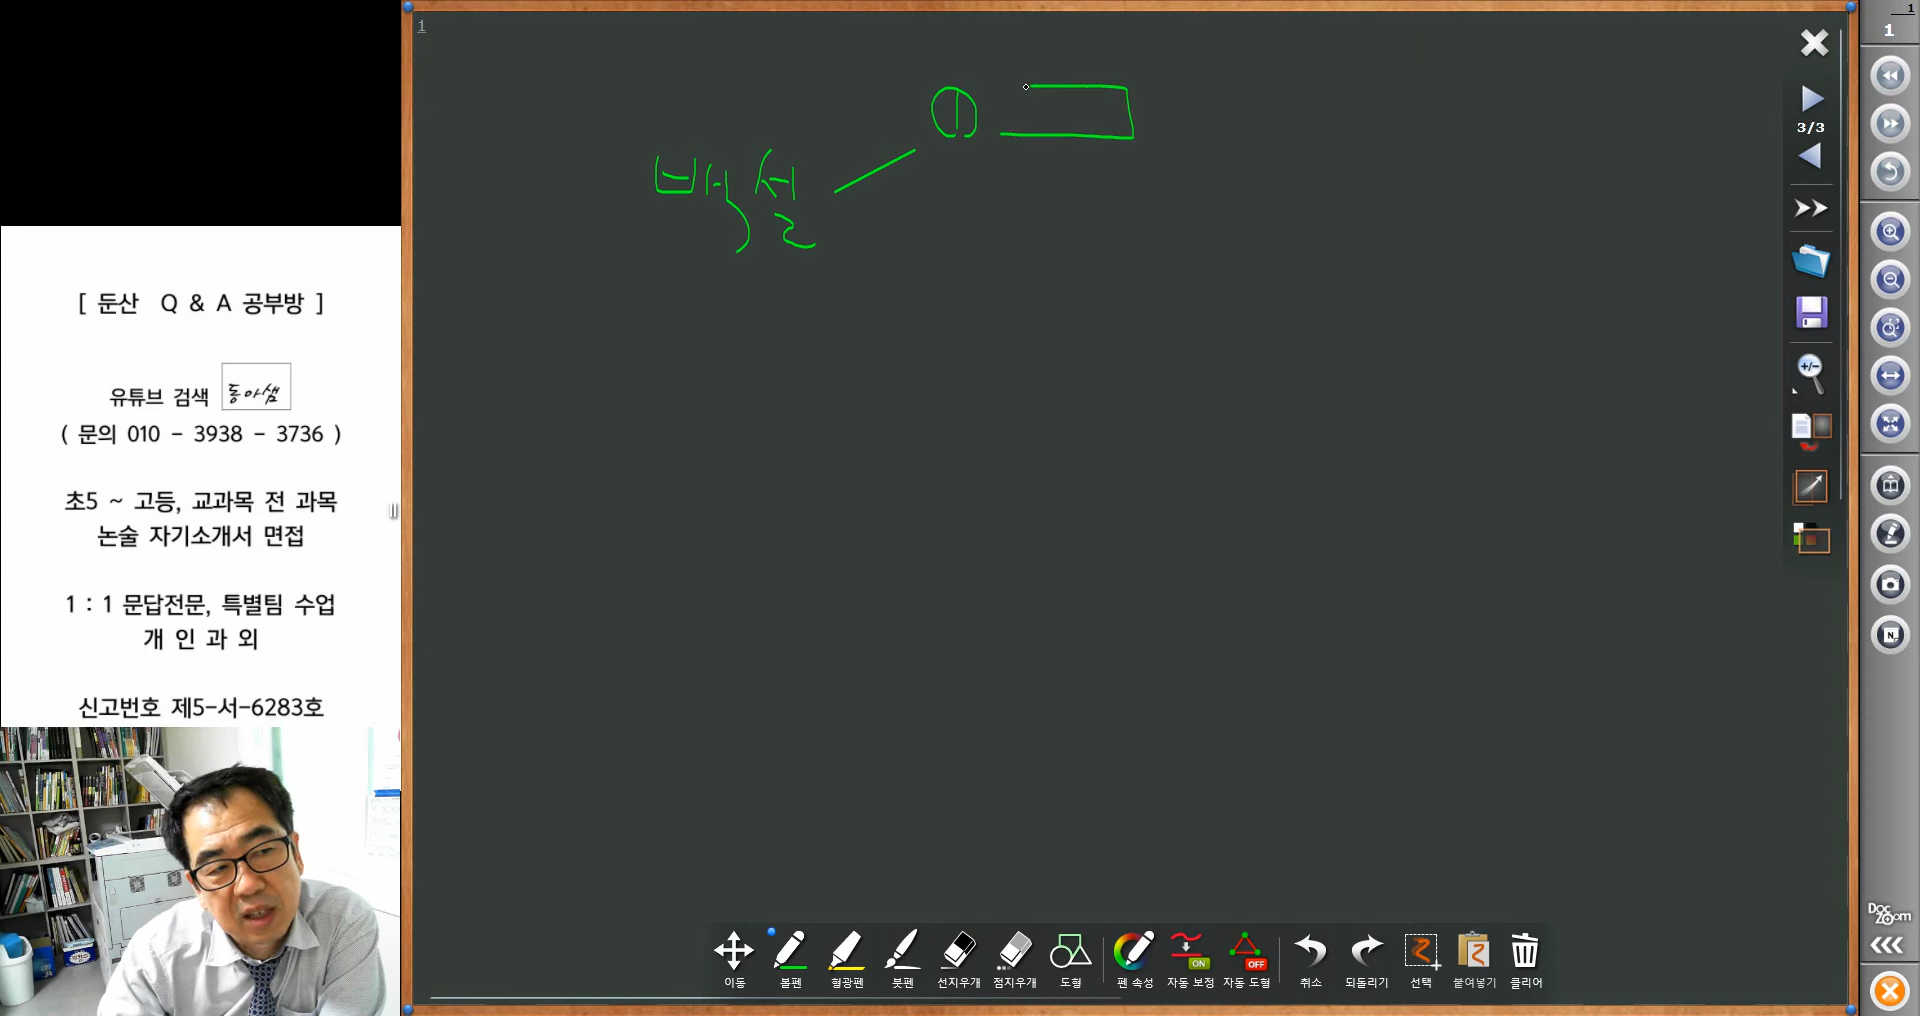 1
1
1
3/3
①
벽설
[ 둔산 Q & A 공부방 ]
유튜브 검색 동아샘
( 문의 010 - 3938 - 3736 )
초5 ~ 고등, 교과목 전 과목
논술 자기소개서 면접
1 : 1 문답전문, 특별팀 수업
개 인 과 외
신고번호 제5-서-6283호
+/-
N
Doc Zoom
ON
OFF
이동
볼펜
형광펜
붓펜
선지우개
점지우개
도형
펜 속성
자동 보정
자동 도형
취소
되돌리기
선택
붙여넣기
클리어